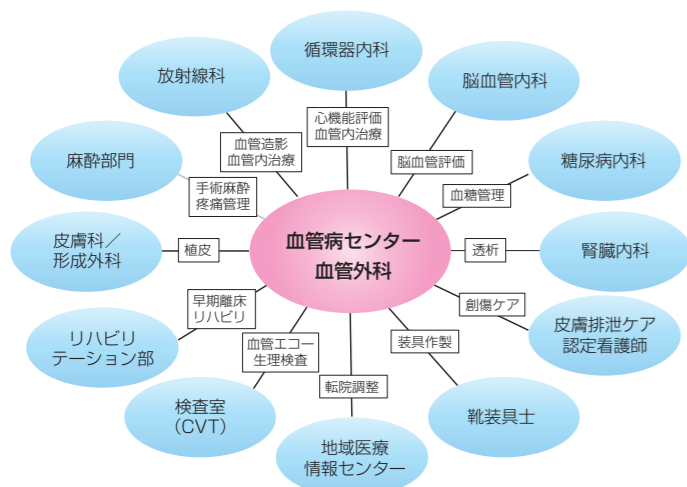 循環器内科
放射線科
脳血管内科
心機能評価
血管内治療
血管造影
血管内治療
脳血管評価
麻酔部門
糖尿病内科
手術麻酔
疼痛管理
血糖管理
血管病センター
血管外科
皮膚科／
形成外科
植皮
透析
腎臓内科
早期離床
リハビリ
創傷ケア
リハビリ
テーション部
血管エコー
生理検査
装具作製
皮膚排泄ケア
認定看護師
転院調整
検査室
（CVT）
靴装具士
地域医療
情報センター